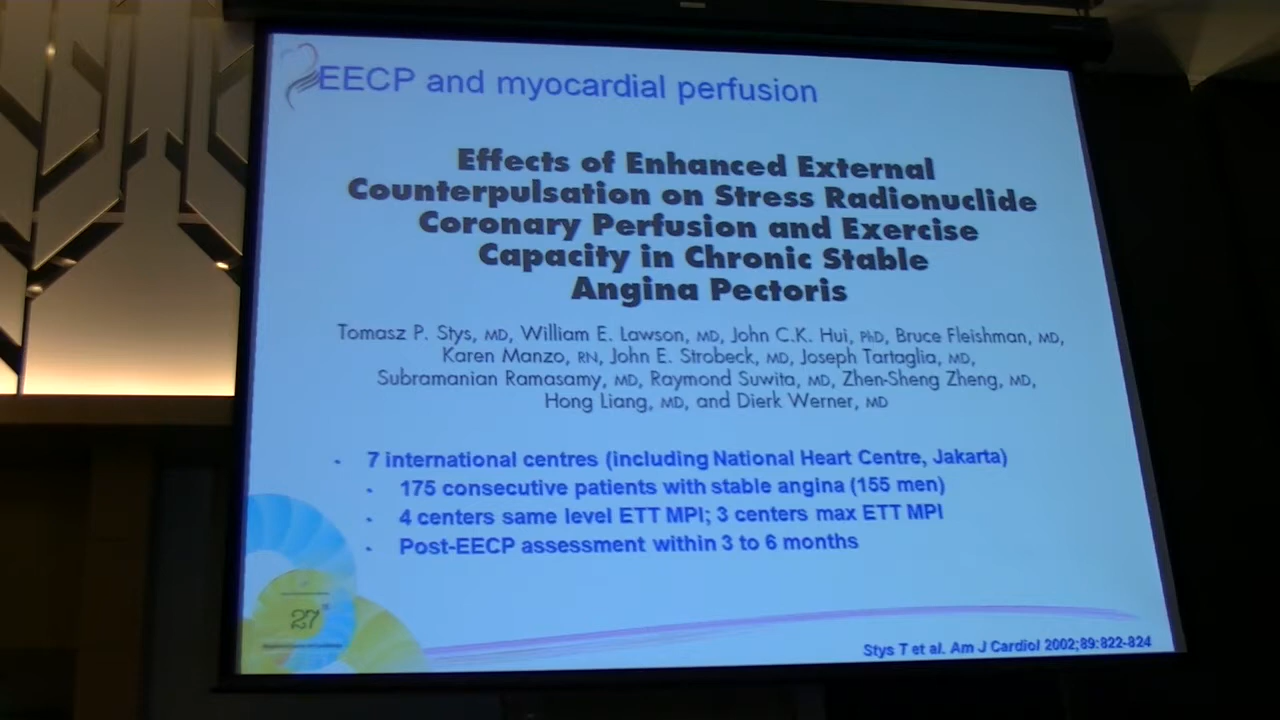 EECP and myocardial perfusion
Effects of Enhanced External
Counterpulsation on Stress Radionuclide
Coronary Perfusion and Exercise
Capacity in Chronic Stable
Angina Pectoris
Tomasz P. Stys, MD, William E. Lawson, MD, John C.K. Hui, PhD, Bruce Fleishman, MD,
Karen Manzo, RN, John E. Strobeck, MD, Joseph Tartaglia, MD,
Subramanian Ramasamy, MD, Raymond Suwita, MD, Zhen-Sheng Zheng, MD,
Hong Liang, MD, and Dierk Werner, MD
• 7 international centres (including National Heart Centre, Jakarta)
• 175 consecutive patients with stable angina (155 men)
• 4 centers same level ETT MPI; 3 centers max ETT MPI
• Post-EECP assessment within 3 to 6 months
27
Stys T et al. Am J Cardiol 2002;89:822-824